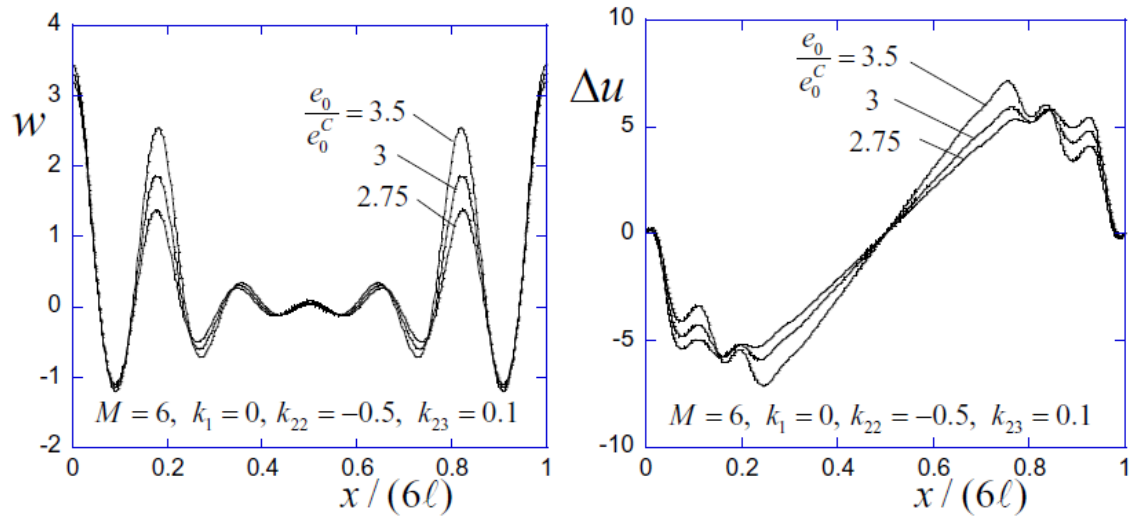 4
3
2
1
0
-1
-2
w
e_0 / e_0^C = 3.5
3
2.75
M = 6, k_1 = 0, k_22 = −0.5, k_23 = 0.1
0 0.2 0.4 0.6 0.8 1
x / (6ℓ)
10
5
0
-5
-10
Δu
e_0 / e_0^C = 3.5
3
2.75
M = 6, k_1 = 0, k_22 = −0.5, k_23 = 0.1
0 0.2 0.4 0.6 0.8 1
x / (6ℓ)